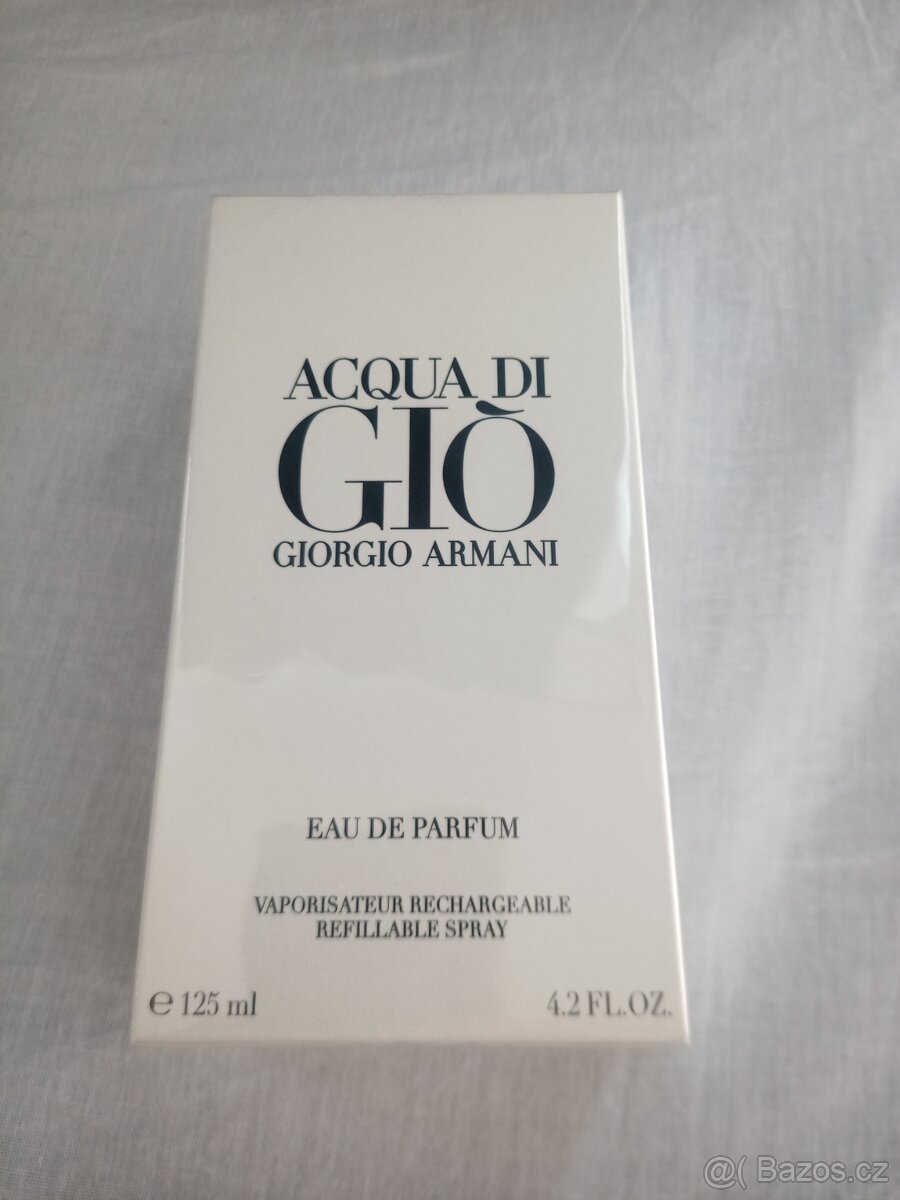 ACQUA DI
GIÒ
GIORGIO ARMANI
EAU DE PARFUM
VAPORISATEUR RECHARGEABLE
REFILLABLE SPRAY
℮ 125 ml
4.2 FL.OZ.
@( Bazos.cz